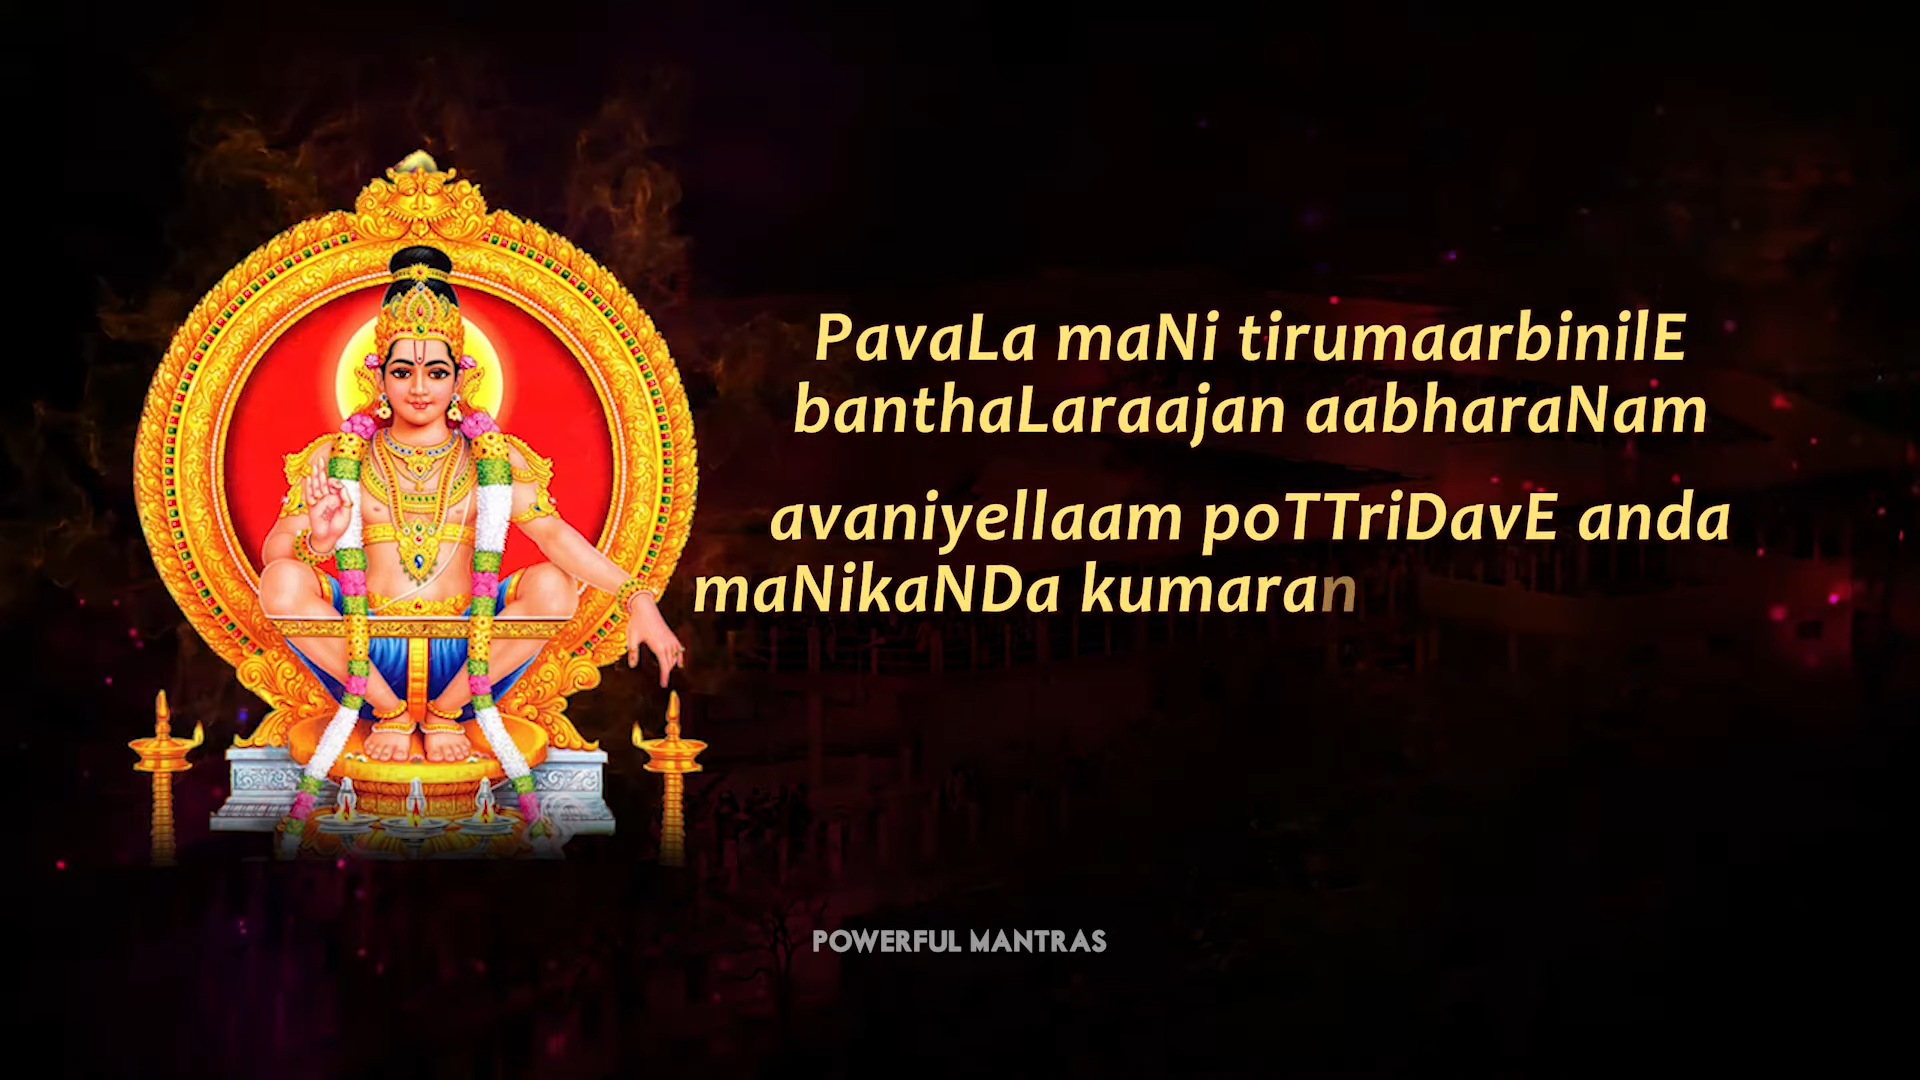 PavaLa maNi tirumaarbinilE
banthaLaraajan aabharaNam
avaniyellaam poTTriDavE anda
maNikaNDa kumaran
POWERFUL MANTRAS